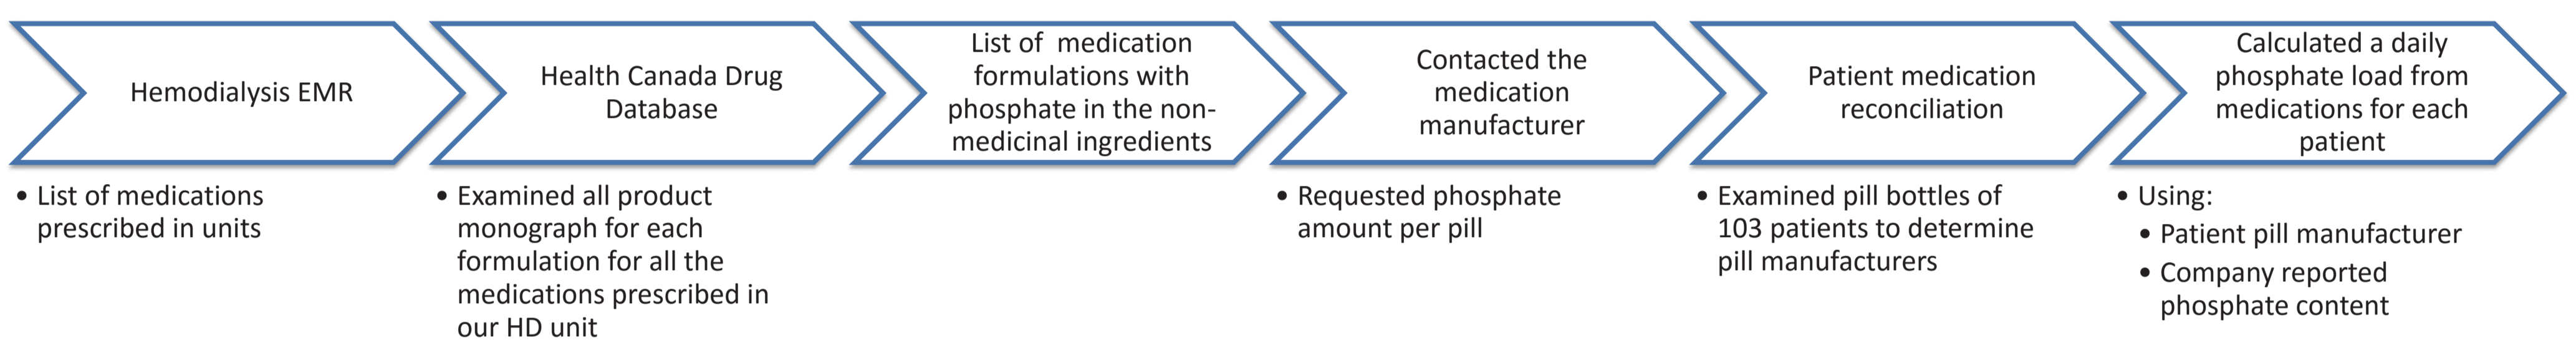 Hemodialysis EMR
• List of medications
prescribed in units
Health Canada Drug
Database
• Examined all product
monograph for each
formulation for all the
medications prescribed in
our HD unit
List of  medication
formulations with
phosphate in the non-
medicinal ingredients
Contacted the
medication
manufacturer
• Requested phosphate
amount per pill
Patient medication
reconciliation
• Examined pill bottles of
103 patients to determine
pill manufacturers
Calculated a daily
phosphate load from
medications for each
patient
• Using:
• Patient pill manufacturer
• Company reported
phosphate content